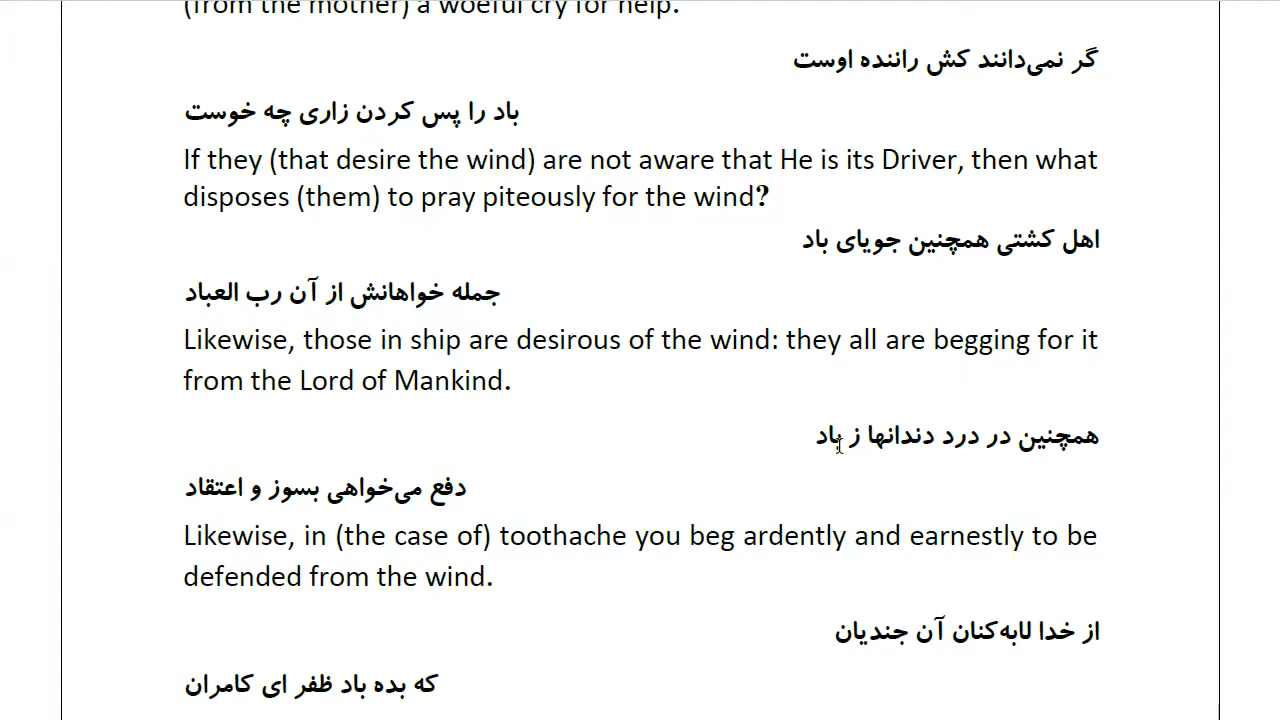 (from the mother) a woeful cry for help.
گر نمی‌دانند کش راننده اوست
باد را پس کردن زاری چه خوست
If they (that desire the wind) are not aware that He is its Driver, then what
disposes (them) to pray piteously for the wind?
اهل کشتی همچنین جویای باد
جمله خواهانش از آن رب العباد
Likewise, those in ship are desirous of the wind: they all are begging for it
from the Lord of Mankind.
همچنین در درد دندانها ز باد
دفع می‌خواهی بسوز و اعتقاد
Likewise, in (the case of) toothache you beg ardently and earnestly to be
defended from the wind.
از خدا لابه‌کنان آن جندیان
که بده باد ظفر ای کامران